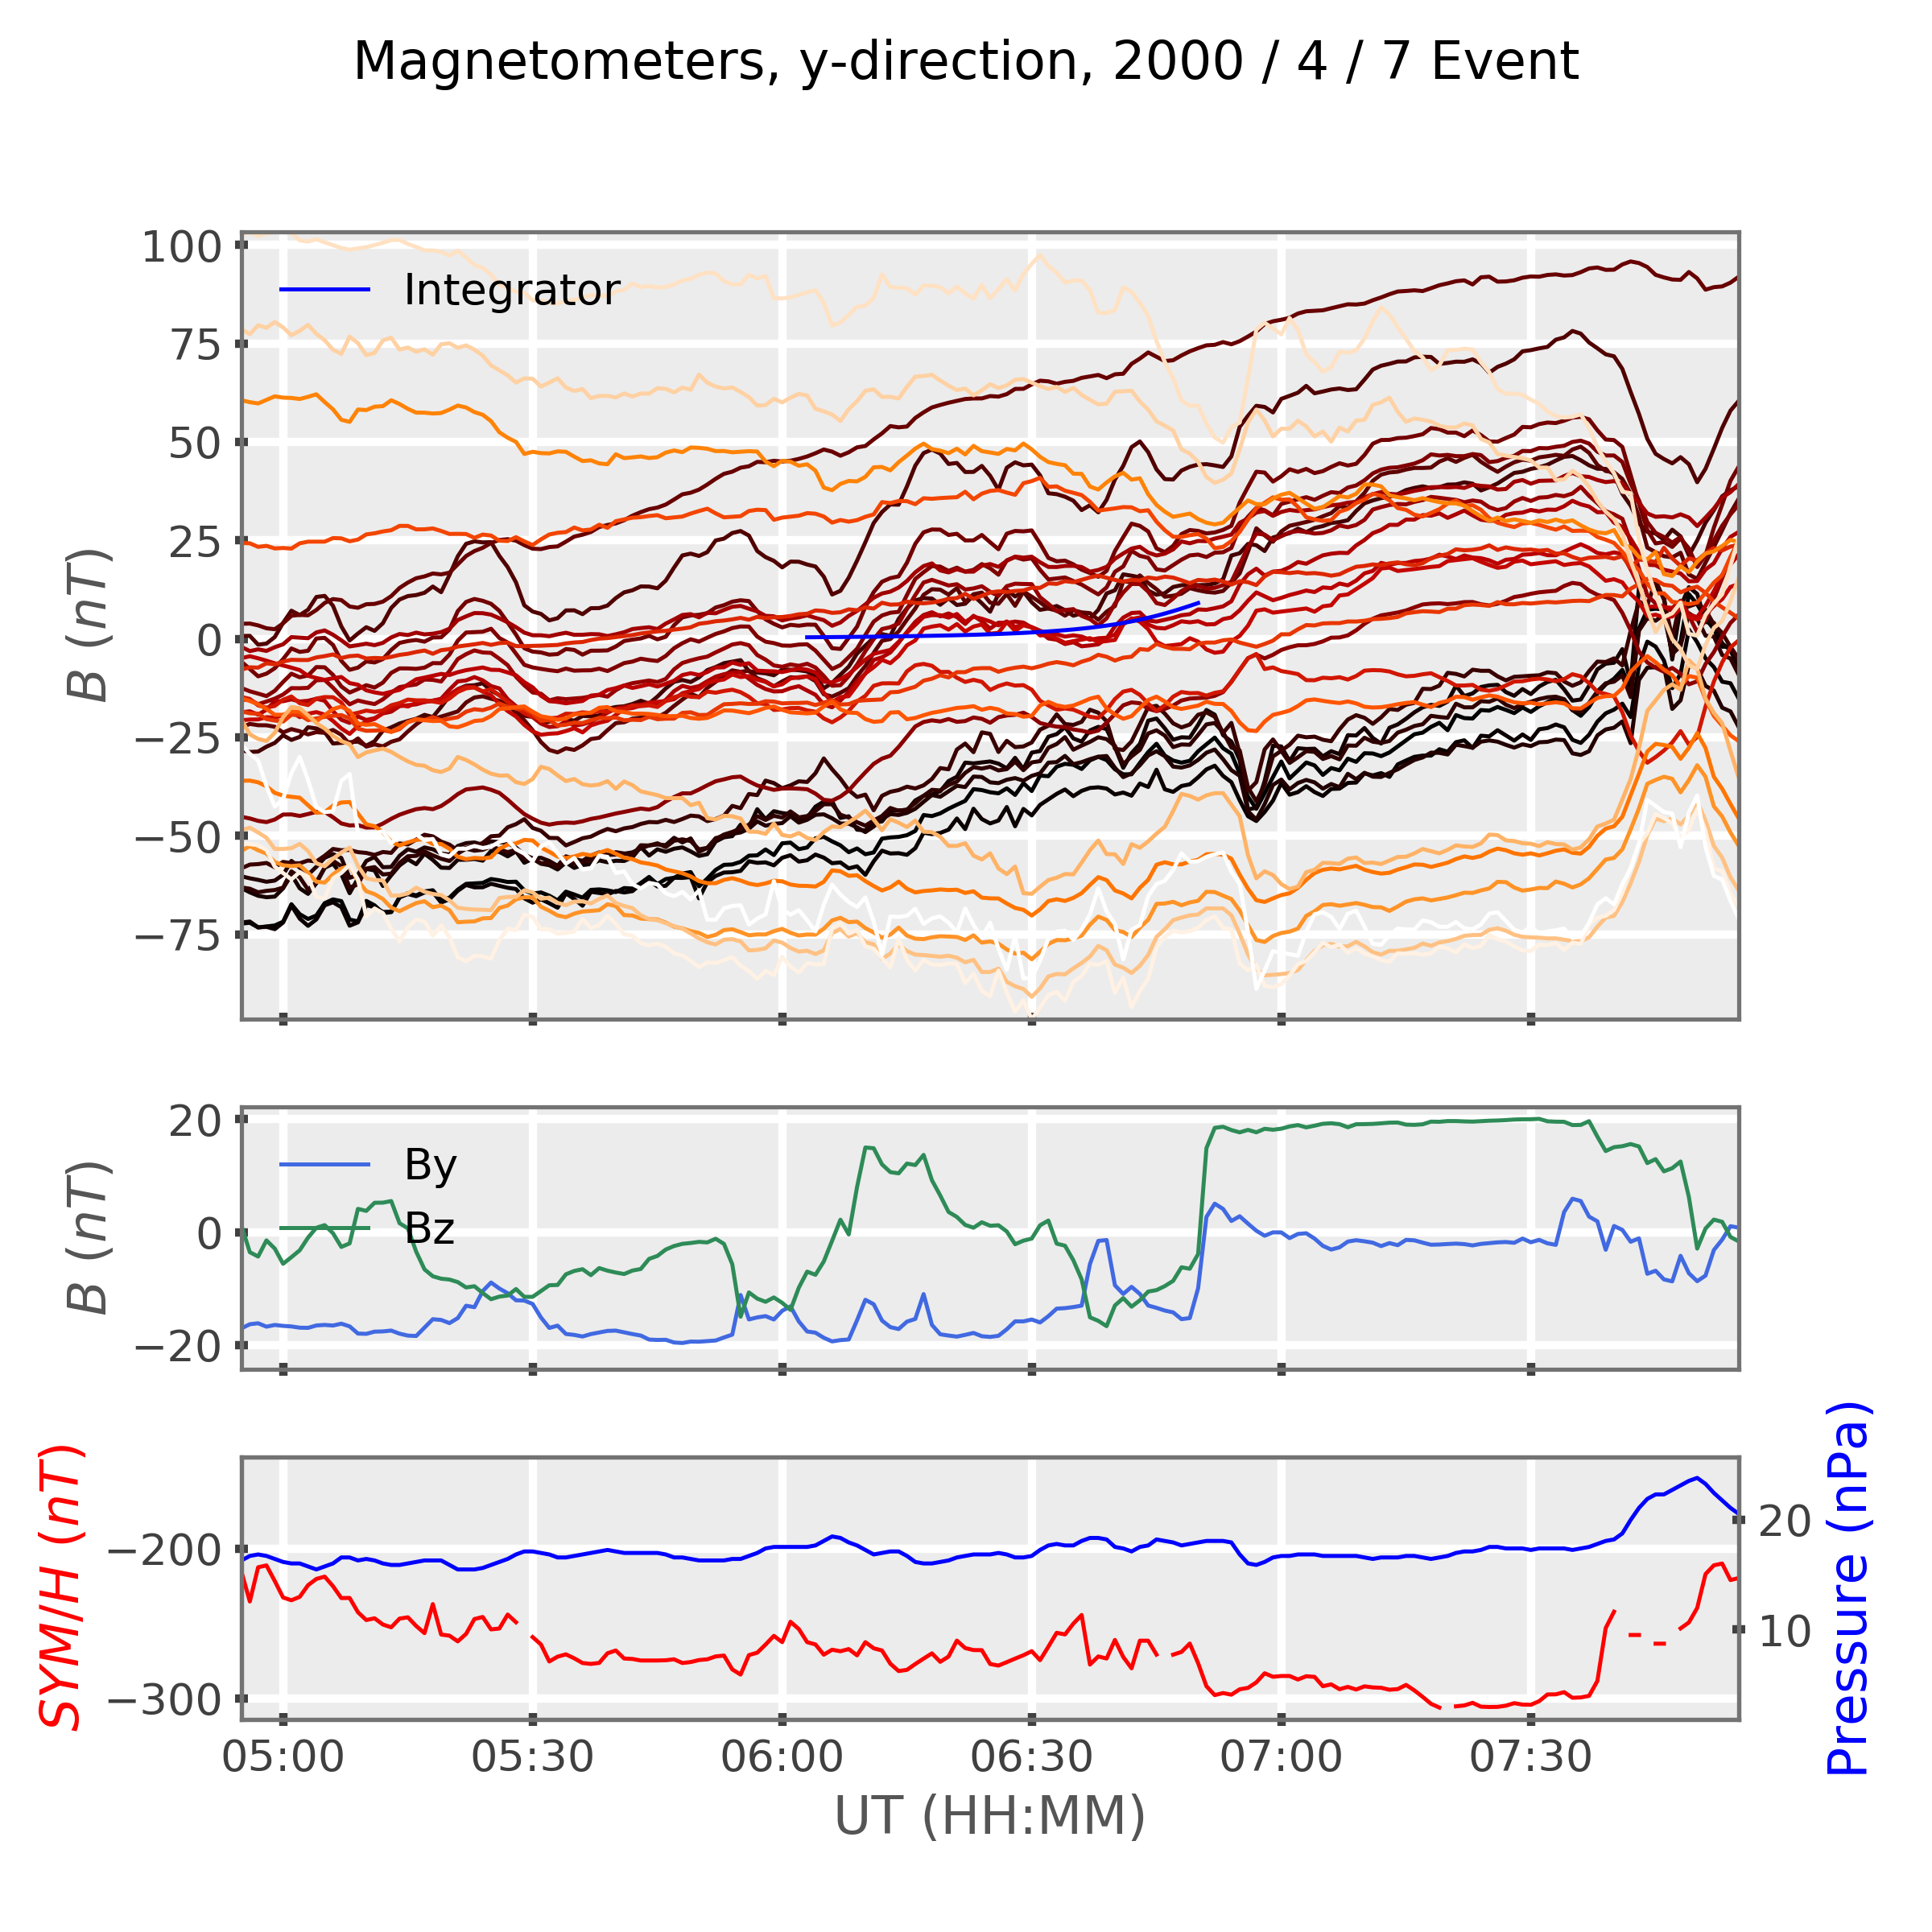 Magnetometers, y-direction, 2000 / 4 / 7 Event
100
75
50
25
0
−25
−50
−75
B (nT)
Integrator
20
0
−20
B (nT)
By
Bz
−200
−300
SYM/H (nT)
20
10
Pressure (nPa)
05:00 05:30 06:00 06:30 07:00 07:30
UT (HH:MM)